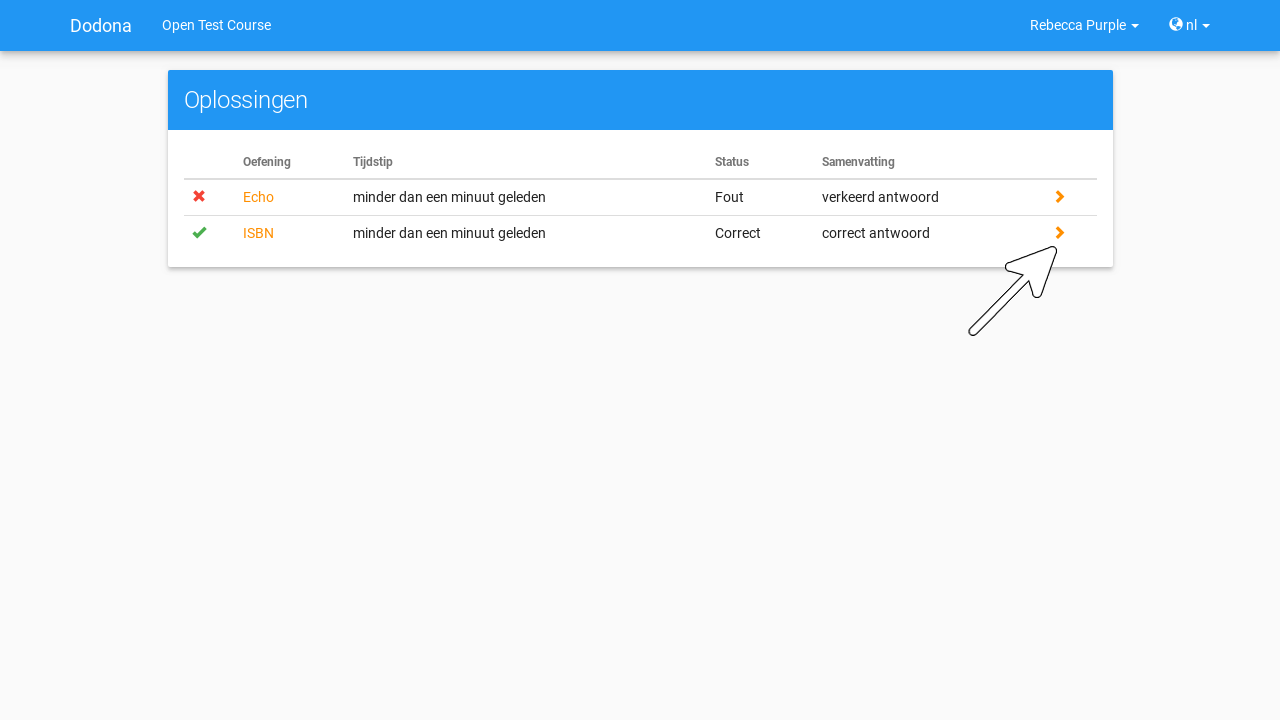 Dodona Open Test Course Rebecca Purple nl
Oplossingen
Oefening Tijdstip Status Samenvatting
Echo minder dan een minuut geleden Fout verkeerd antwoord
ISBN minder dan een minuut geleden Correct correct antwoord